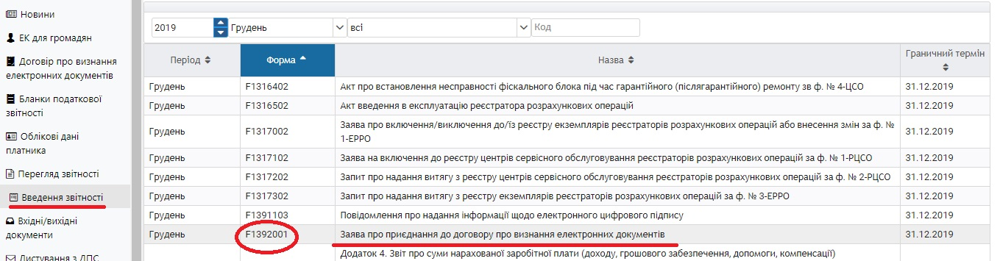 Новини
ЕК для громадян
Договір про визнання
електронних документів
Бланки податкової
звітності
Облікові дані
платника
Перегляд звітності
Введення звітності
Вхідні/вихідні
документи
Листування з ДПС
2019 Грудень всі Код
Період Форма Назва Граничний термін
Грудень F1316402 Акт про встановлення несправності фіскального блока під час гарантійного (післягарантійного) ремонту зв ф. № 4-ЦСО 31.12.2019
Грудень F1316502 Акт введення в експлуатацію реєстратора розрахункових операцій 31.12.2019
Грудень F1317002 Заява про включення/виключення до/їз реєстру екземплярів реєстраторів розрахункових операцій або внесення змін за ф. № 31.12.2019
1-ЕРРО
Грудень F1317102 Заява на включення до реєстру центрів сервісного обслуговування реєстраторів розрахункових операцій за ф. № 1-РЦСО 31.12.2019
Грудень F1317202 Запит про надання витягу з реєстру центрів сервісного обслуговування реєстраторів розрахункових операцій за ф. № 2-РЦСО 31.12.2019
Грудень F1317302 Запит про надання витягу з реєстру екземплярів реєстраторів розрахункових операцій за ф. № 3-ЕРРО 31.12.2019
Грудень F1391103 Повідомлення про надання інформації щодо електронного цифрового підпису 31.12.2019
Грудень F1392001 Заява про приєднання до договору про визнання електронних документів 31.12.2019
Додаток 4. Звіт про суми нарахованої заробітної плати (доходу, грошового забезпечення, допомоги, компенсації)